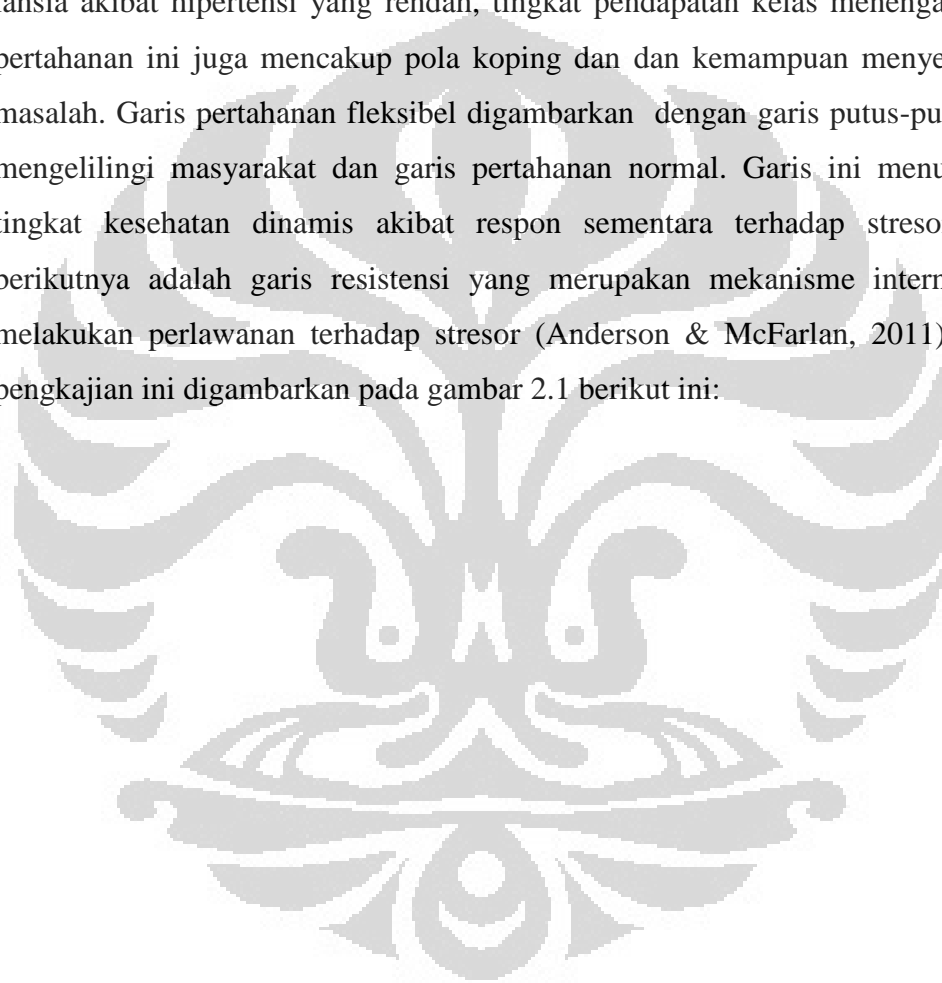 lansia akibat hipertensi yang rendah, tingkat pendapatan kelas menenga
pertahanan ini juga mencakup pola koping dan dan kemampuan menye
masalah. Garis pertahanan fleksibel digambarkan dengan garis putus-pu
mengelilingi masyarakat dan garis pertahanan normal. Garis ini menu
tingkat kesehatan dinamis akibat respon sementara terhadap streso
berikutnya adalah garis resistensi yang merupakan mekanisme intern
melakukan perlawanan terhadap stresor (Anderson & McFarlan, 2011)
pengkajian ini digambarkan pada gambar 2.1 berikut ini: